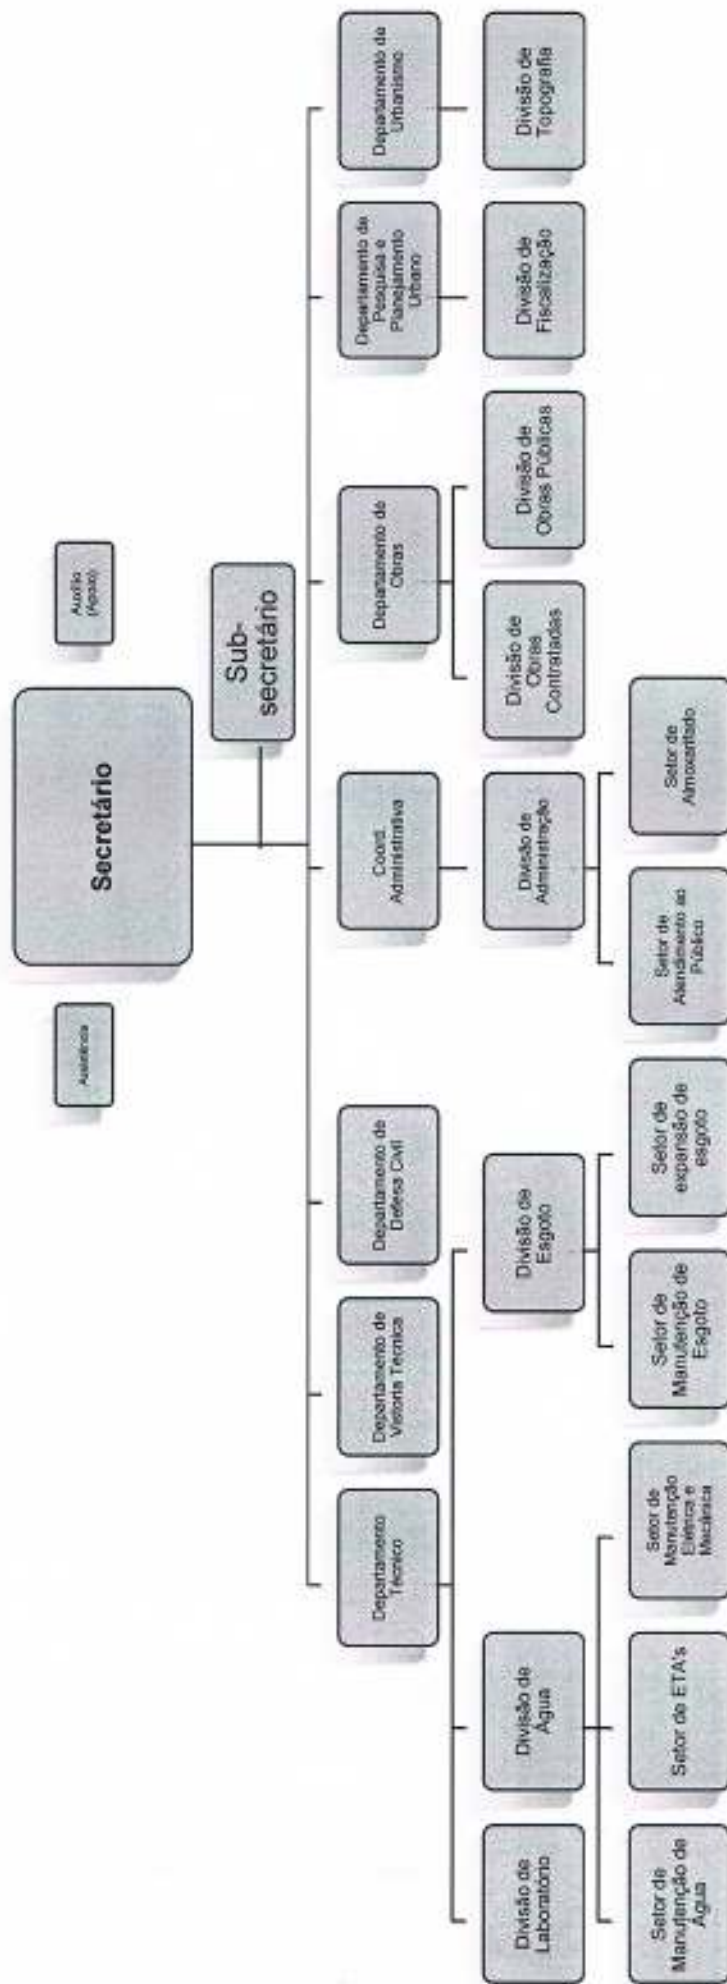 Assistência
Secretário
Auxílio
(Apoio)
Sub-
secretário
Departamento
Técnico
Departamento de
Vistoria Técnica
Departamento de
Defesa Civil
Coord.
Administrativa
Departamento de
Obras
Departamento de
Pesquisa e
Planejamento
Urbano
Departamento de
Urbanismo
Divisão de
Laboratório
Divisão de
Água
Divisão de
Esgoto
Divisão de
Administração
Divisão de
Obras
Contratadas
Divisão de
Obras Públicas
Divisão de
Fiscalização
Divisão de
Topografia
Setor de
Manutenção de
Água
Setor de ETA's
Setor de
Manutenção
Elétrica e
Mecânica
Setor de
Manutenção de
Esgoto
Setor de
expansão de
esgoto
Setor de
Atendimento ao
Público
Setor de
Almoxarifado